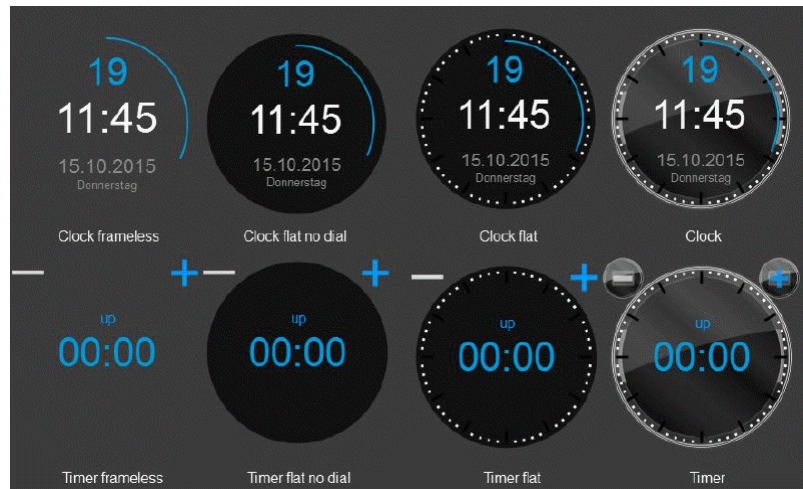 19 19 19 19
11:45 11:45 11:45 11:45
15.10.2015 15.10.2015 15.10.2015 15.10.2015
Donnerstag Donnerstag Donnerstag Donnerstag
Clock frameless Clock flat no dial Clock flat Clock
up up up up
00:00 00:00 00:00 00:00
Timer frameless Timer flat no dial Timer flat Timer